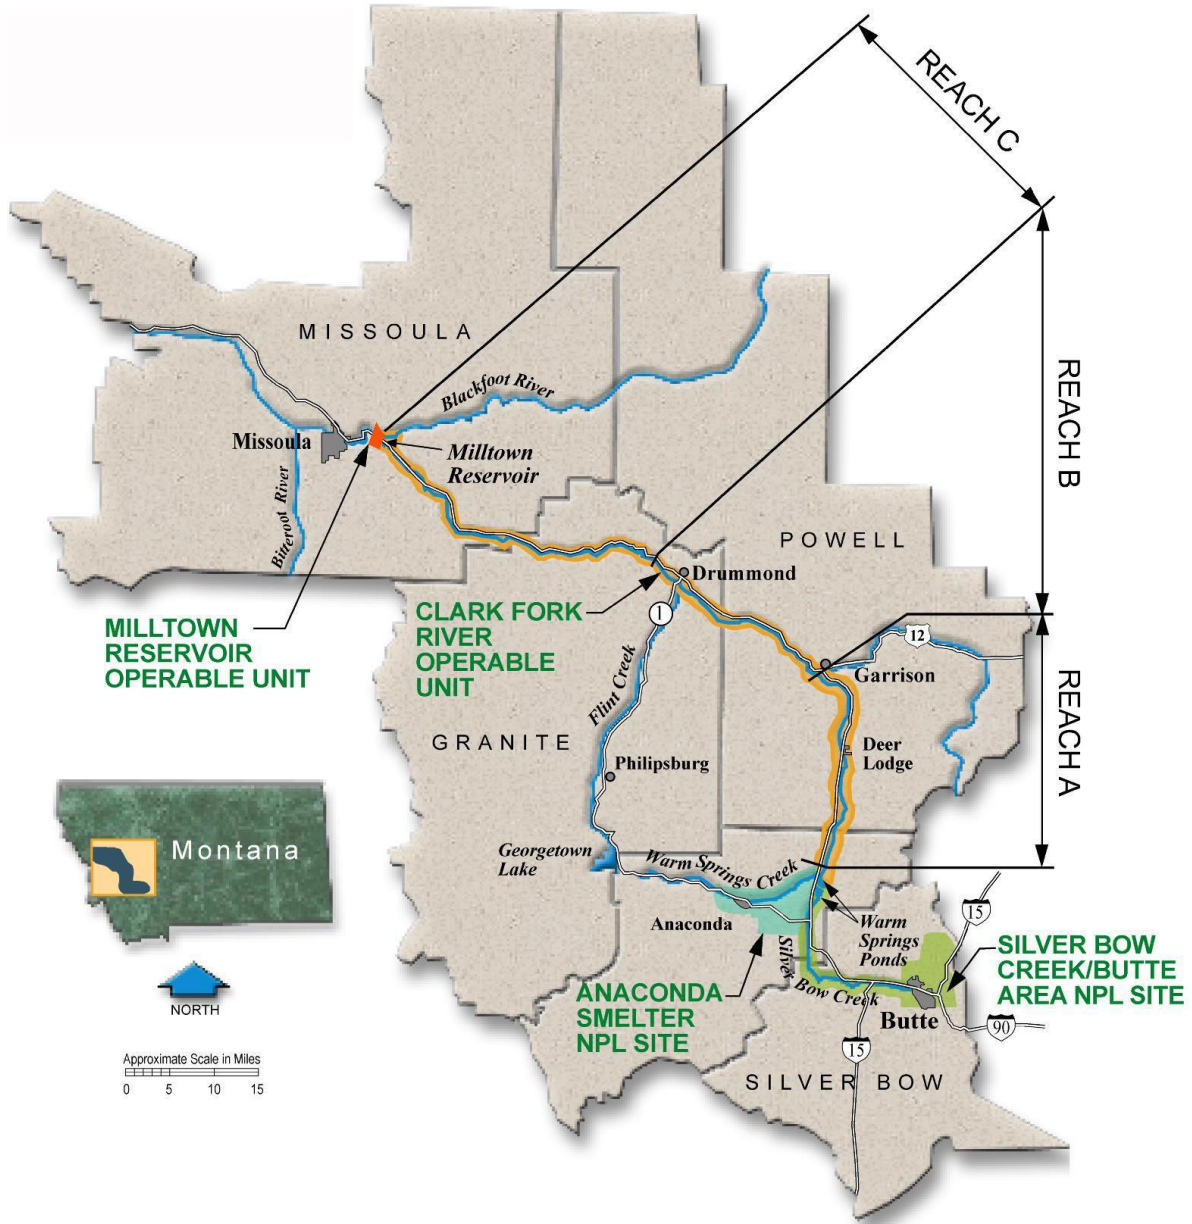 REACH C
REACH B
REACH A
MISSOULA
Blackfoot River
Missoula
Milltown
Reservoir
Bitteroot River
POWELL
Drummond
CLARK FORK
RIVER
OPERABLE
UNIT
MILLTOWN
RESERVOIR
OPERABLE UNIT
1
12
Garrison
Flint Creek
GRANITE
Deer
Lodge
Philipsburg
Montana
Georgetown
Lake
Warm Springs Creek
Anaconda
Warm
Springs
Ponds
15
SILVER BOW
CREEK/BUTTE
AREA NPL SITE
Silver Bow Creek
ANACONDA
SMELTER
NPL SITE
Butte
90
15
SILVER BOW
NORTH
Approximate Scale in Miles
0 5 10 15